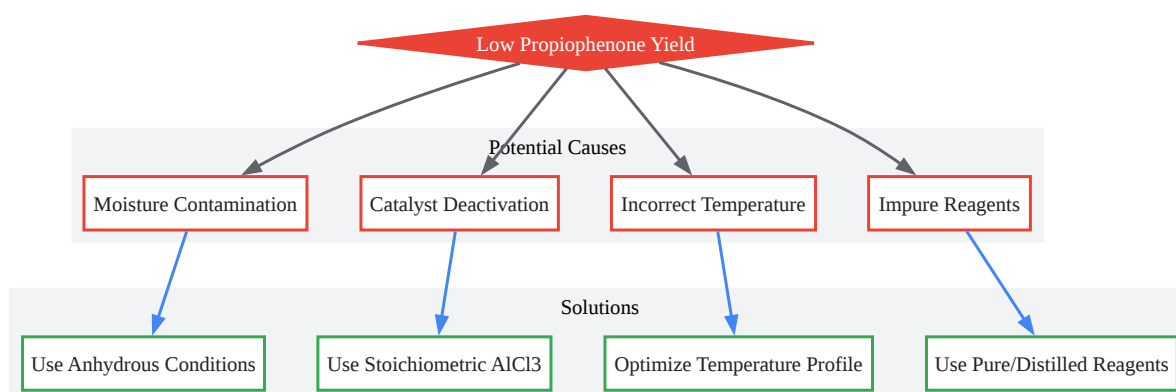 Low Propiophenone Yield
Potential Causes
Moisture Contamination
Catalyst Deactivation
Incorrect Temperature
Impure Reagents
Solutions
Use Anhydrous Conditions
Use Stoichiometric AlCl3
Optimize Temperature Profile
Use Pure/Distilled Reagents